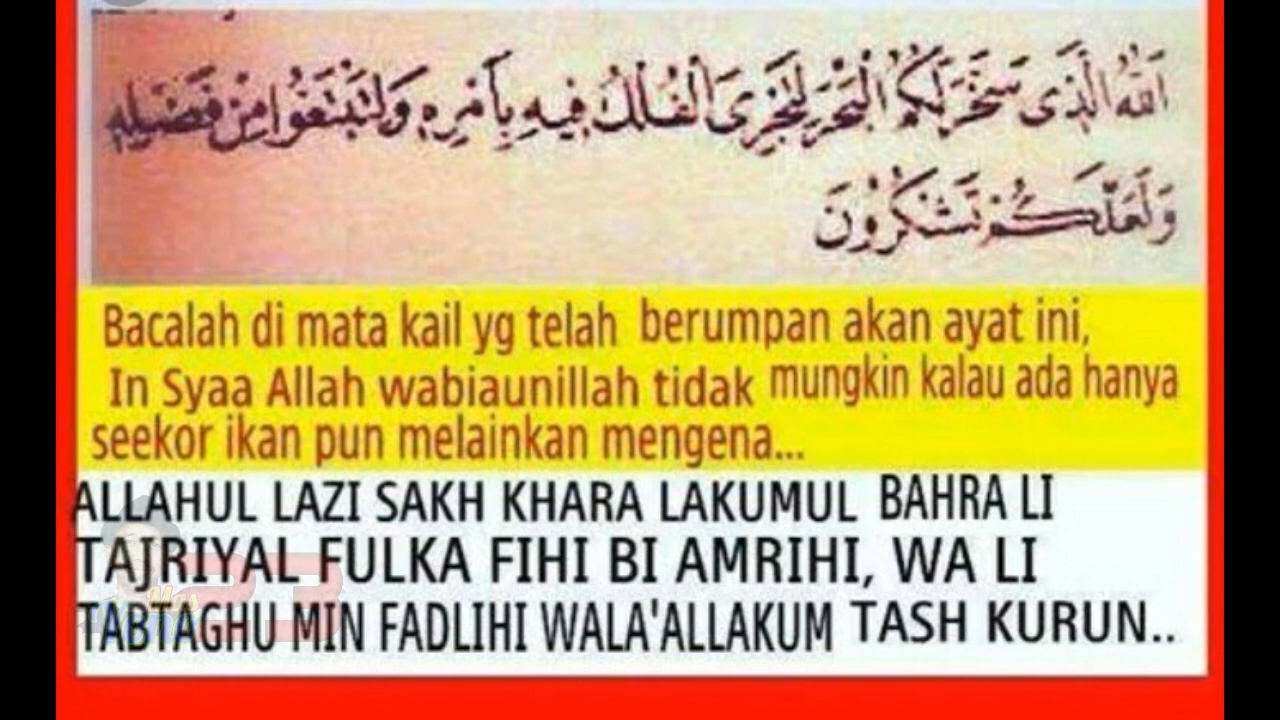 اَللّٰهُ الَّذِى سَخَّرَ لَكُمُ الْبَحْرَ لِتَجْرِىَ الْفُلْكُ فِيهِ بِاَمْرِهِ وَلِتَبْتَغُوا مِنْ فَضْلِهِ
وَلَعَلَّكُمْ تَشْكُرُونَ
Bacalah di mata kail yg telah berumpan akan ayat ini,
In Syaa Allah wabiaunillah tidak mungkin kalau ada hanya
seekor ikan pun melainkan mengena...
ALLAHUL LAZI SAKH KHARA LAKUMUL BAHRA LI
TAJRIYAL FULKA FIHI BI AMRIHI, WA LI
TABTAGHU MIN FADLIHI WALA'ALLAKUM TASH KURUN..